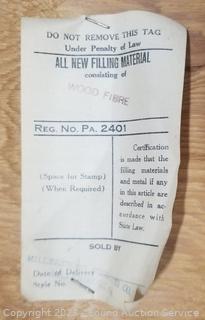 DO NOT REMOVE THIS TAG
Under Penalty of Law
ALL NEW FILLING MATERIAL
consisting of
WOOD FIBRE
REG. NO. PA. 2401
(Space for Stamp)
(When Required)
Certification
is made that the
filling materials
and metal if any
in this article are
described in ac-
cordance with
State Law.
SOLD BY
CO.
Date of Delivery
Style No.
Copyright 2023 Young Auction Services